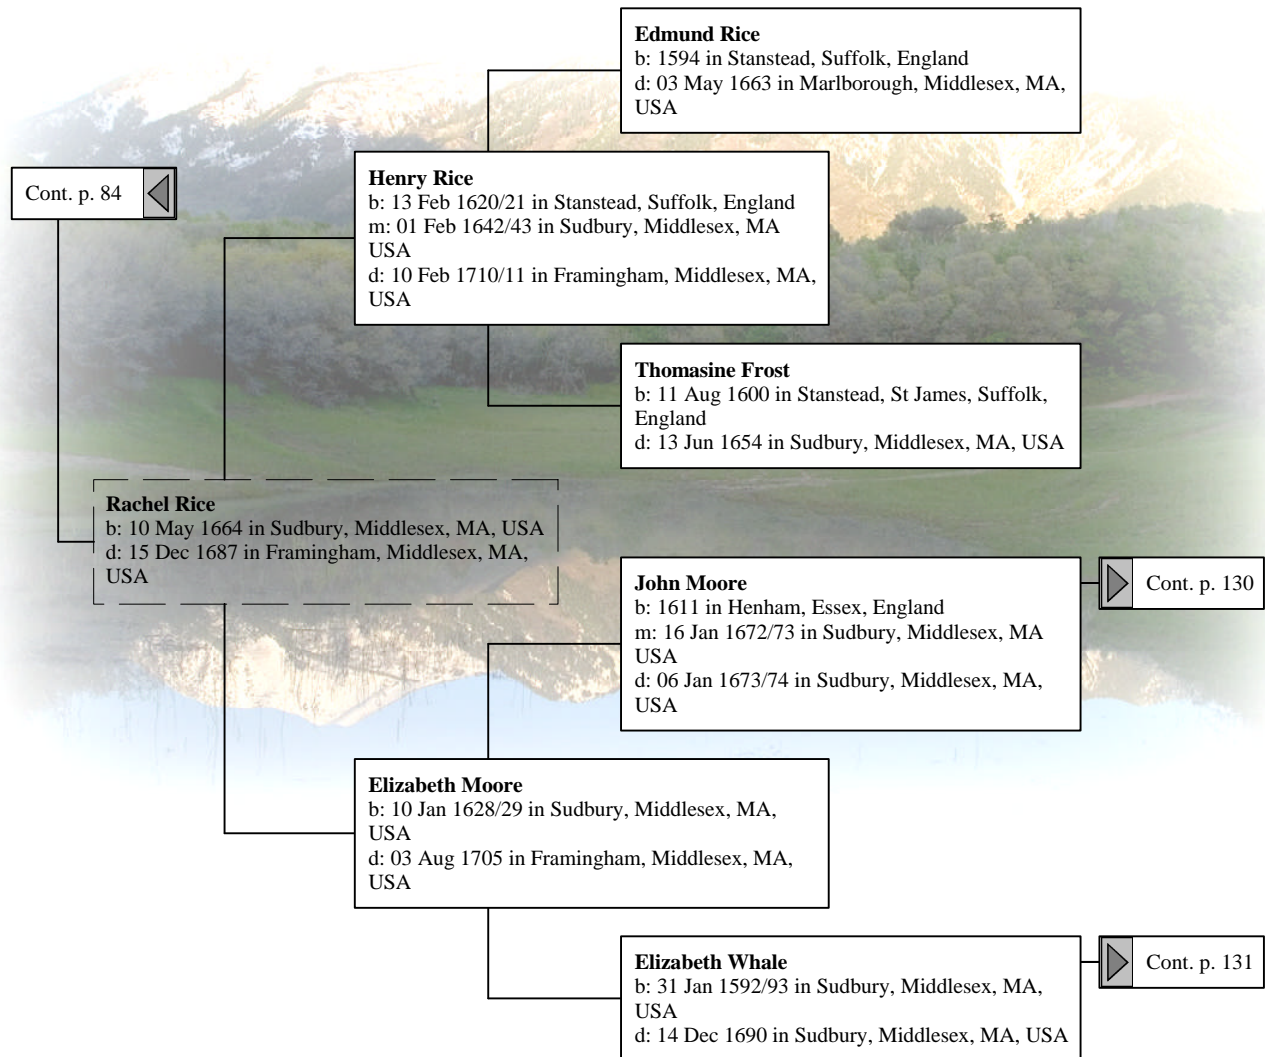 Edmund Rice
b: 1594 in Stanstead, Suffolk, England
d: 03 May 1663 in Marlborough, Middlesex, MA,
USA
Cont. p. 84
Henry Rice
b: 13 Feb 1620/21 in Stanstead, Suffolk, England
m: 01 Feb 1642/43 in Sudbury, Middlesex, MA
USA
d: 10 Feb 1710/11 in Framingham, Middlesex, MA,
USA
Thomasine Frost
b: 11 Aug 1600 in Stanstead, St James, Suffolk,
England
d: 13 Jun 1654 in Sudbury, Middlesex, MA, USA
Rachel Rice
b: 10 May 1664 in Sudbury, Middlesex, MA, USA
d: 15 Dec 1687 in Framingham, Middlesex, MA,
USA
John Moore
b: 1611 in Henham, Essex, England
m: 16 Jan 1672/73 in Sudbury, Middlesex, MA
USA
d: 06 Jan 1673/74 in Sudbury, Middlesex, MA,
USA
Cont. p. 130
Elizabeth Moore
b: 10 Jan 1628/29 in Sudbury, Middlesex, MA,
USA
d: 03 Aug 1705 in Framingham, Middlesex, MA,
USA
Elizabeth Whale
b: 31 Jan 1592/93 in Sudbury, Middlesex, MA,
USA
d: 14 Dec 1690 in Sudbury, Middlesex, MA, USA
Cont. p. 131